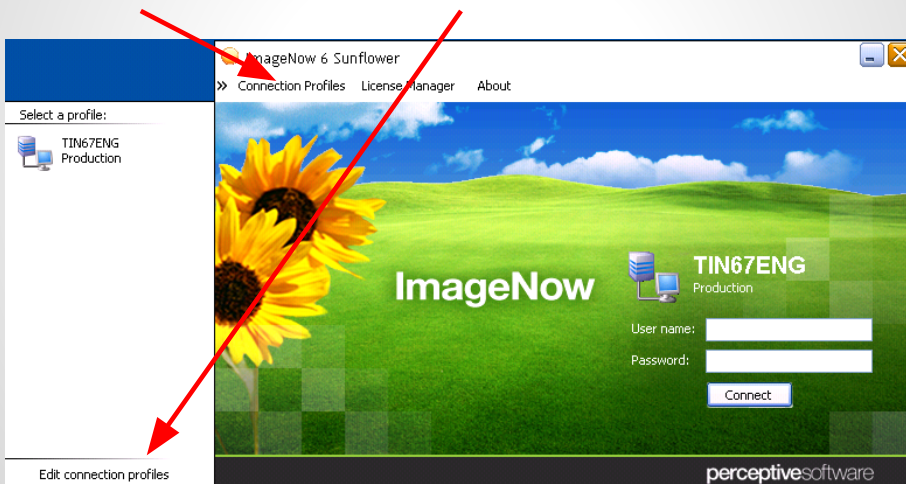 ImageNow 6 Sunflower
» Connection Profiles License Manager About
Select a profile:
TIN67ENG
Production
ImageNow
TIN67ENG
Production
User name:
Password:
Connect
Edit connection profiles
perceptivesoftware